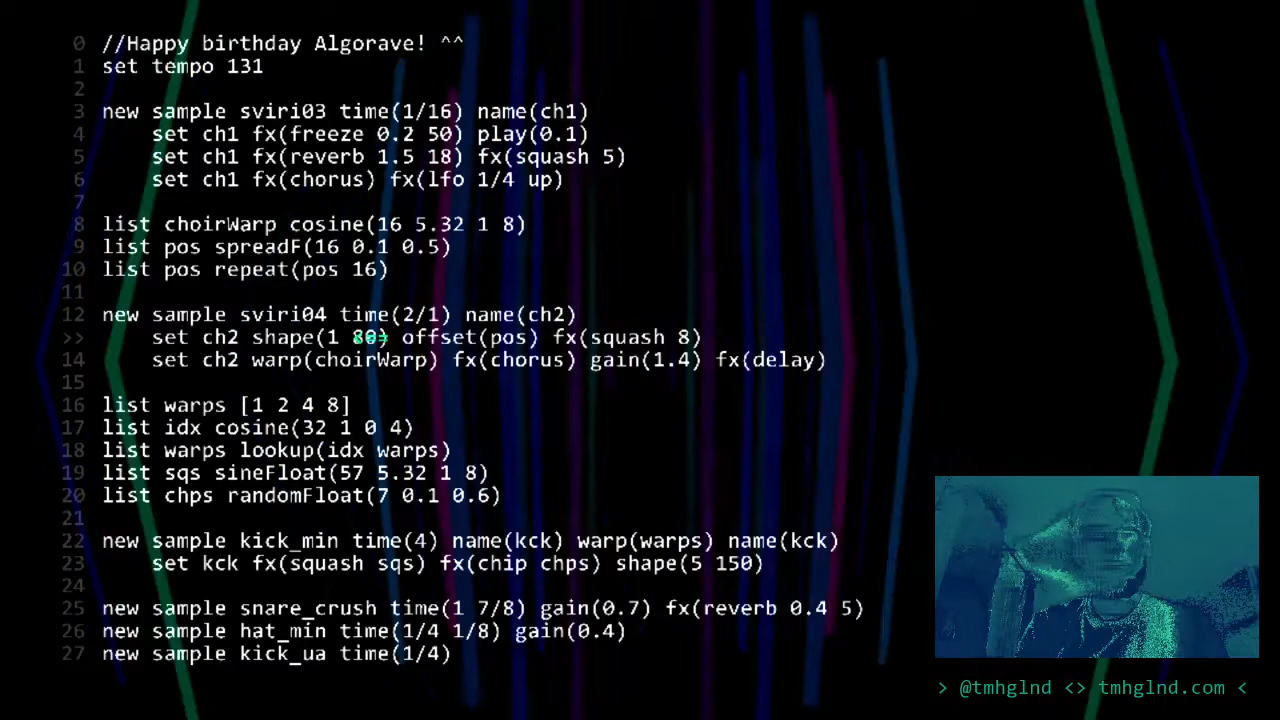 0 //Happy birthday Algorave! ^^
1 set tempo 131
2
3 new sample sviri03 time(1/16) name(ch1)
4 set ch1 fx(freeze 0.2 50) play(0.1)
5 set ch1 fx(reverb 1.5 18) fx(squash 5)
6 set ch1 fx(chorus) fx(lfo 1/4 up)
7
8 list choirWarp cosine(16 5.32 1 8)
9 list pos spreadF(16 0.1 0.5)
10 list pos repeat(pos 16)
11
12 new sample sviri04 time(2/1) name(ch2)
>> set ch2 shape(1 80) offset(pos) fx(squash 8)
14 set ch2 warp(choirWarp) fx(chorus) gain(1.4) fx(delay)
15
16 list warps [1 2 4 8]
17 list idx cosine(32 1 0 4)
18 list warps lookup(idx warps)
19 list sqs sineFloat(57 5.32 1 8)
20 list chps randomFloat(7 0.1 0.6)
21
22 new sample kick_min time(4) name(kck) warp(warps) name(kck)
23 set kck fx(squash sqs) fx(chip chps) shape(5 150)
24
25 new sample snare_crush time(1 7/8) gain(0.7) fx(reverb 0.4 5)
26 new sample hat_min time(1/4 1/8) gain(0.4)
27 new sample kick_ua time(1/4)
> @tmhglnd <> tmhglnd.com <